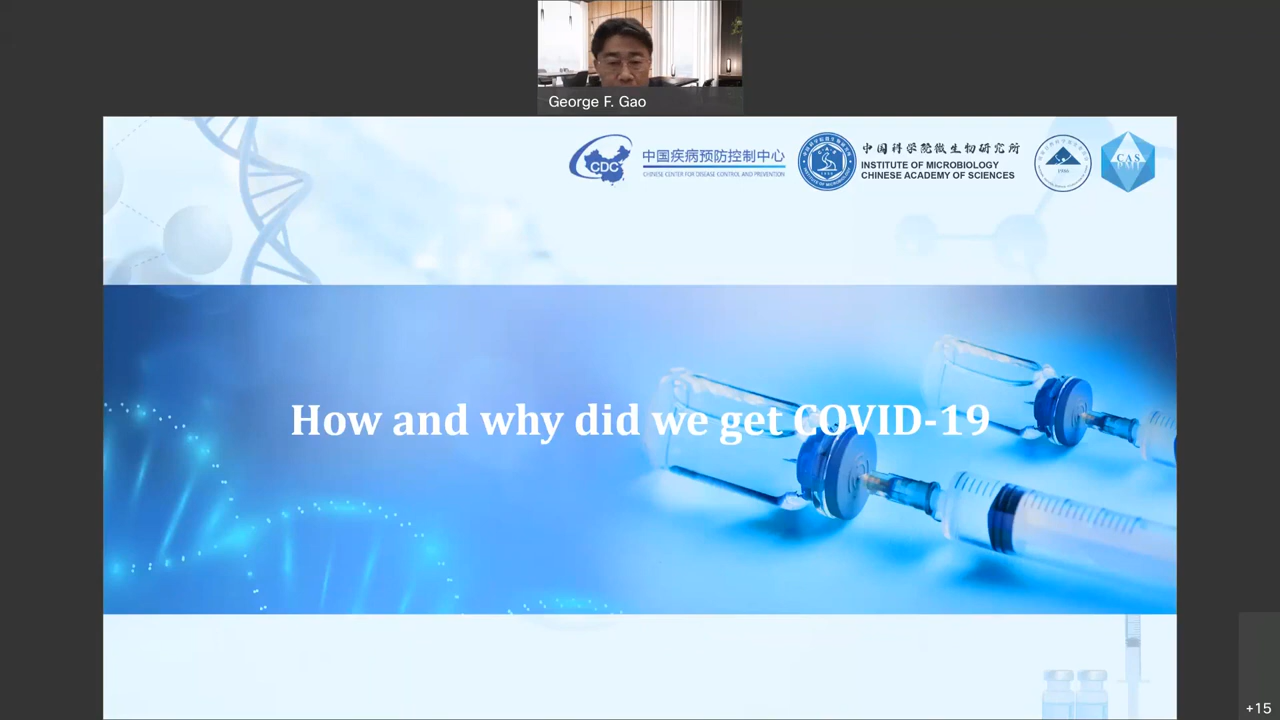 George F. Gao
CDC
中国疾病预防控制中心
CHINESE CENTER FOR DISEASE CONTROL AND PREVENTION
中国科学院微生物研究所
INSTITUTE OF MICROBIOLOGY
CHINESE ACADEMY OF SCIENCES
1986
CAS
How and why did we get COVID-19
+15